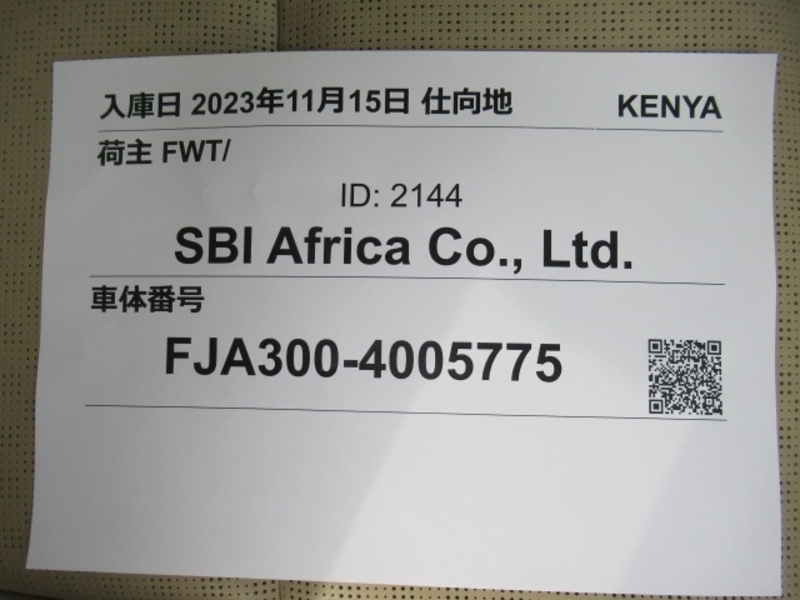 入庫日 2023年11月15日 仕向地 KENYA
荷主 FWT/
ID: 2144
SBI Africa Co., Ltd.
車体番号
FJA300-4005775